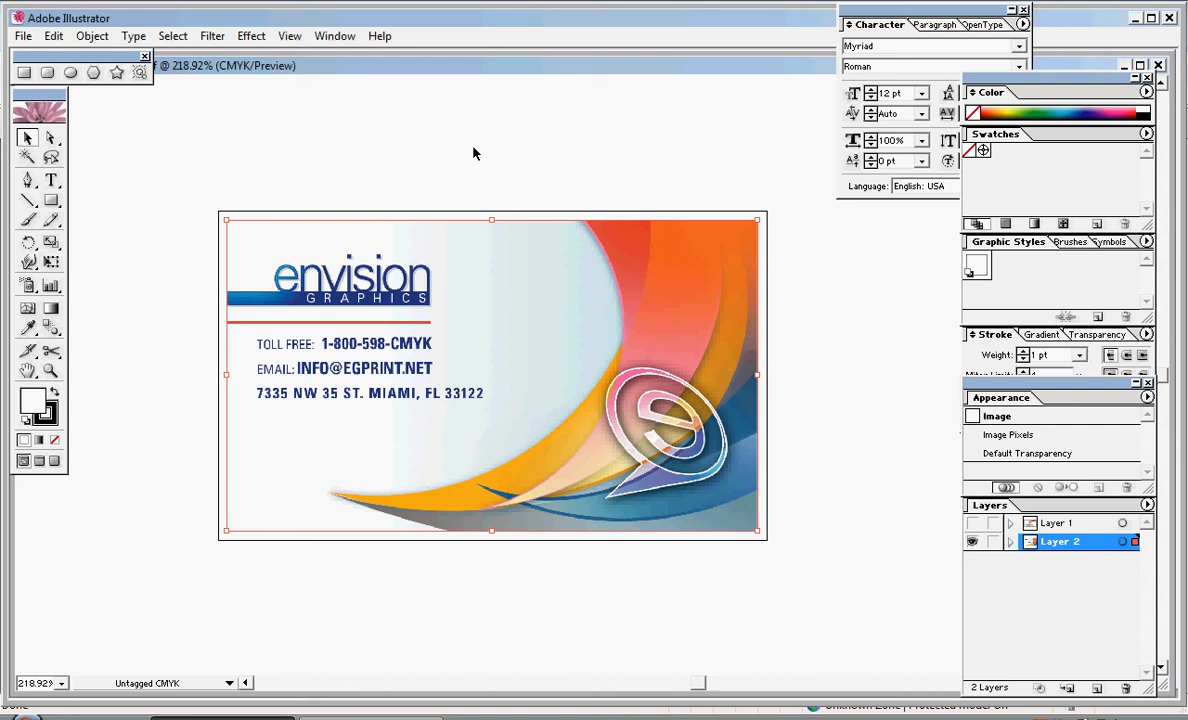 Adobe Illustrator
File Edit Object Type Select Filter Effect View Window Help
f @ 218.92% (CMYK/Preview)
Character Paragraph OpenType
Myriad
Roman
12 pt
Auto
100%
0 pt
Language: English: USA
Color
Swatches
Graphic Styles Brushes Symbols
Stroke Gradient Transparency
Weight: 1 pt
Appearance
Image
Image Pixels
Default Transparency
Layers
Layer 1
Layer 2
2 Layers
envision
GRAPHICS
TOLL FREE: 1-800-598-CMYK
EMAIL: INFO@EGPRINT.NET
7335 NW 35 ST. MIAMI, FL 33122
e
218.92%
Untagged CMYK